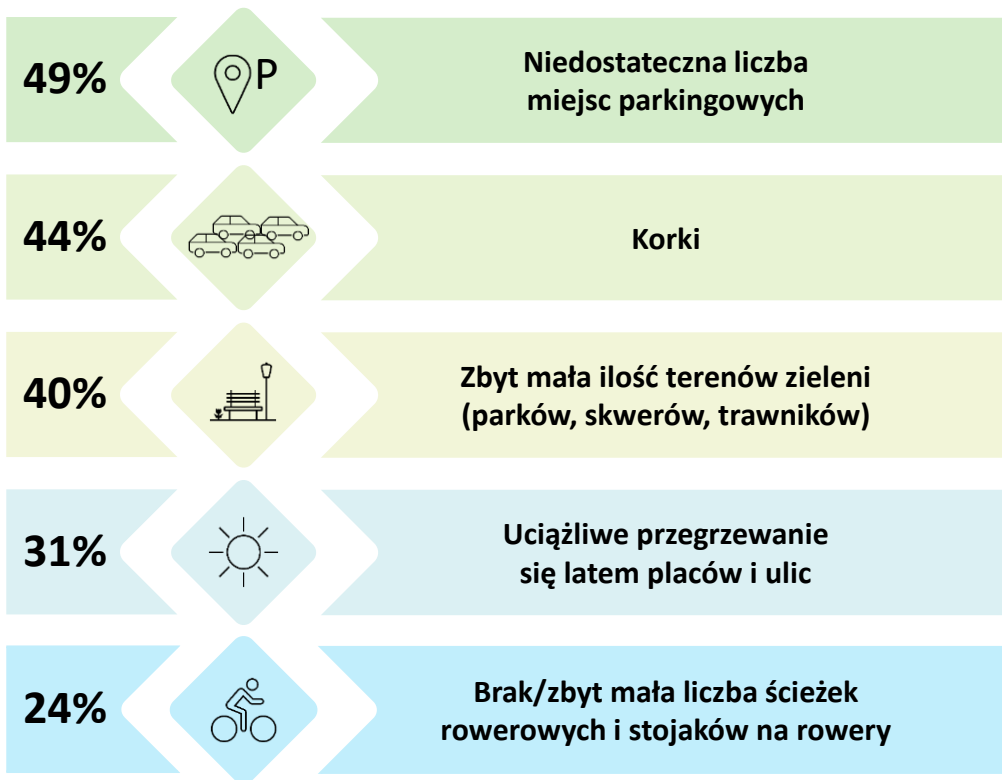 49%
P
Niedostateczna liczba
miejsc parkingowych
44%
Korki
40%
Zbyt mała ilość terenów zieleni
(parków, skwerów, trawników)
31%
Uciążliwe przegrzewanie
się latem placów i ulic
24%
Brak/zbyt mała liczba ścieżek
rowerowych i stojaków na rowery